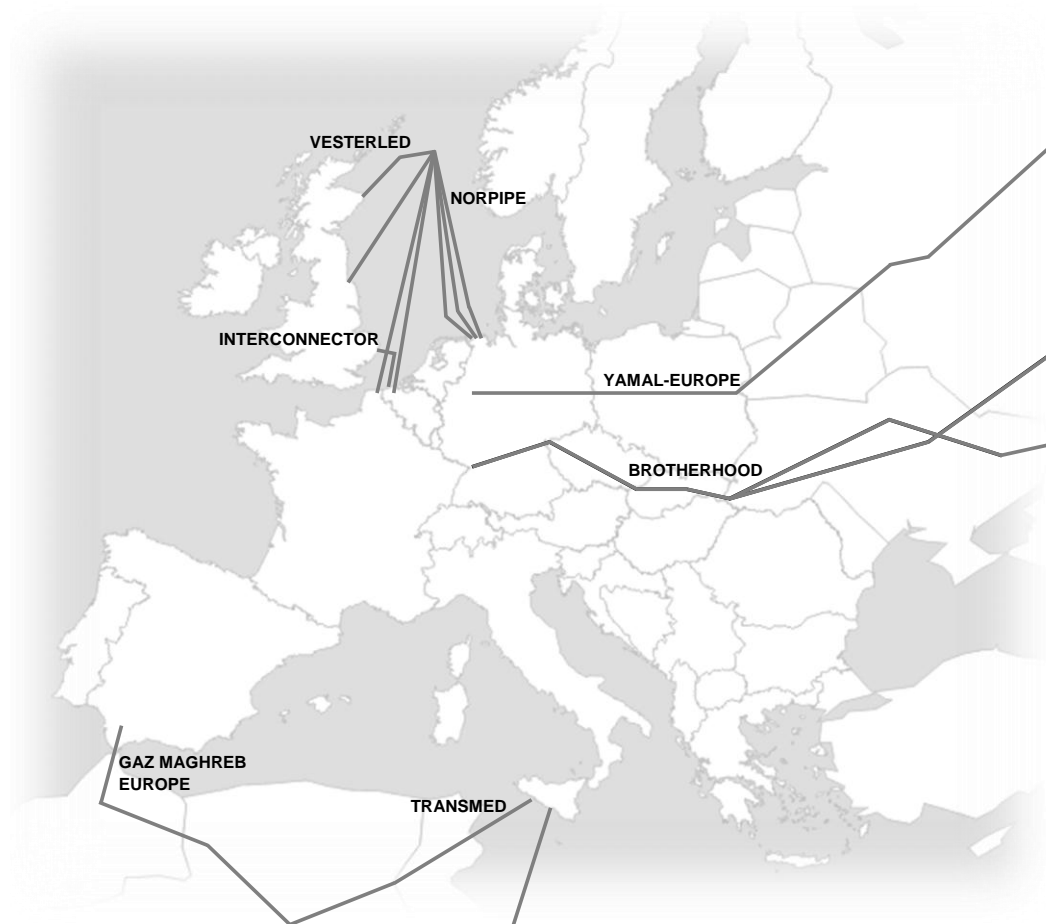 VESTERLED
NORPIPE
INTERCONNECTOR
YAMAL-EUROPE
BROTHERHOOD
GAZ MAGHREB
EUROPE
TRANSMED